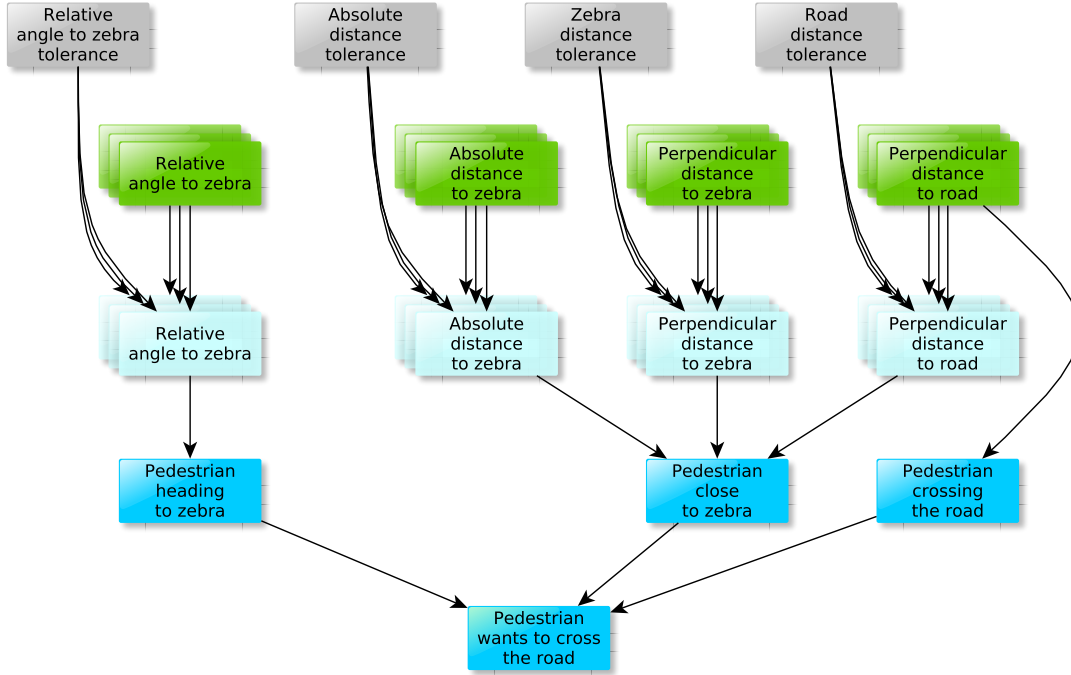 Relative
angle to zebra
tolerance
Absolute
distance
tolerance
Zebra
distance
tolerance
Road
distance
tolerance
Relative
angle to zebra
Absolute
distance
to zebra
Perpendicular
distance
to zebra
Perpendicular
distance
to road
Relative
angle to zebra
Absolute
distance
to zebra
Perpendicular
distance
to zebra
Perpendicular
distance
to road
Pedestrian
heading
to zebra
Pedestrian
close
to zebra
Pedestrian
crossing
the road
Pedestrian
wants to cross
the road